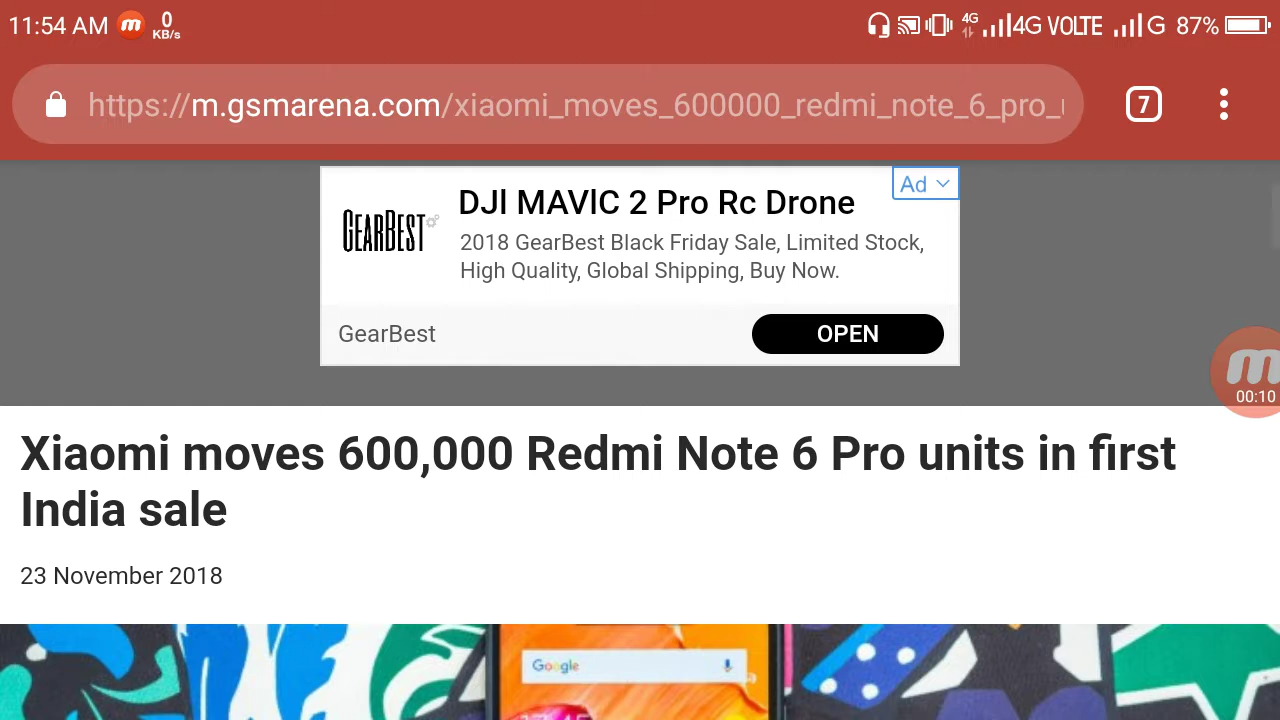 11:54 AM m 0 KB/s 4G 4G VOLTE G 87%
https://m.gsmarena.com/xiaomi_moves_600000_redmi_note_6_pro_
7
Ad
DJl MAVlC 2 Pro Rc Drone
GEARBEST
2018 GearBest Black Friday Sale, Limited Stock,
High Quality, Global Shipping, Buy Now.
GearBest
OPEN
m
00:10
Xiaomi moves 600,000 Redmi Note 6 Pro units in first
India sale
23 November 2018
Google